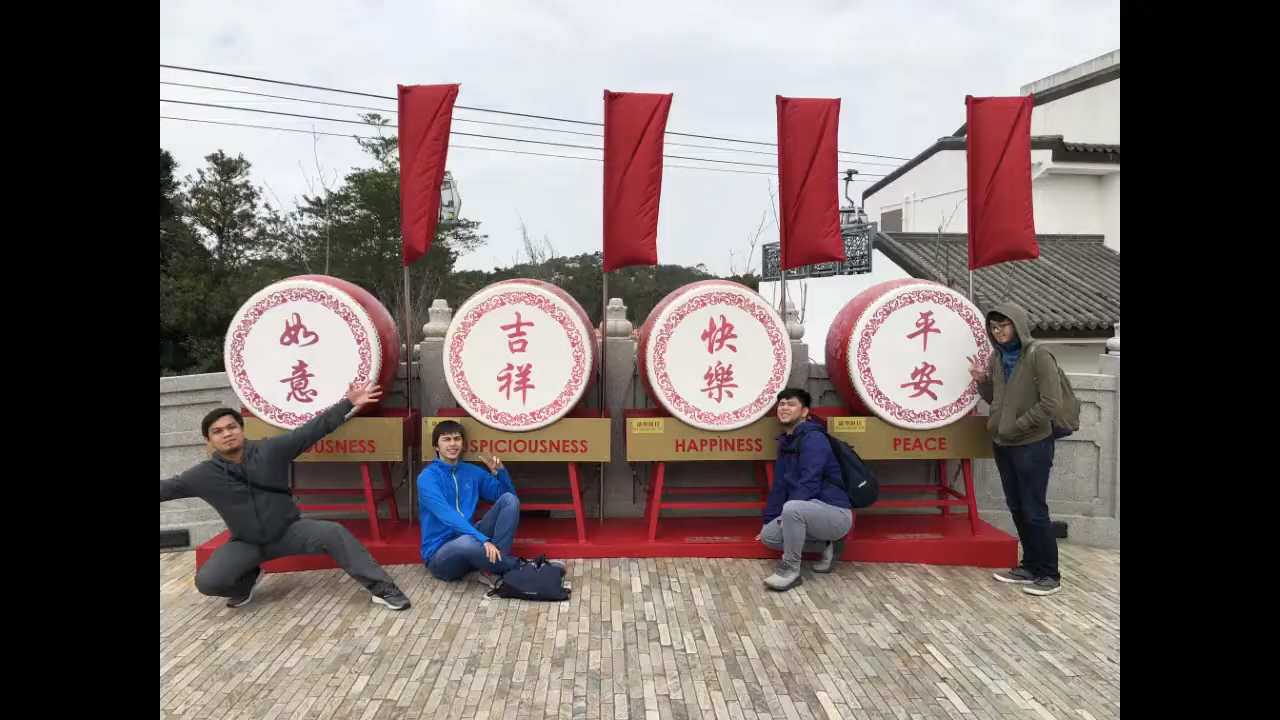 如
意
吉
祥
快
樂
平
安
OUSNESS
SPICIOUSNESS
HAPPINESS
PEACE